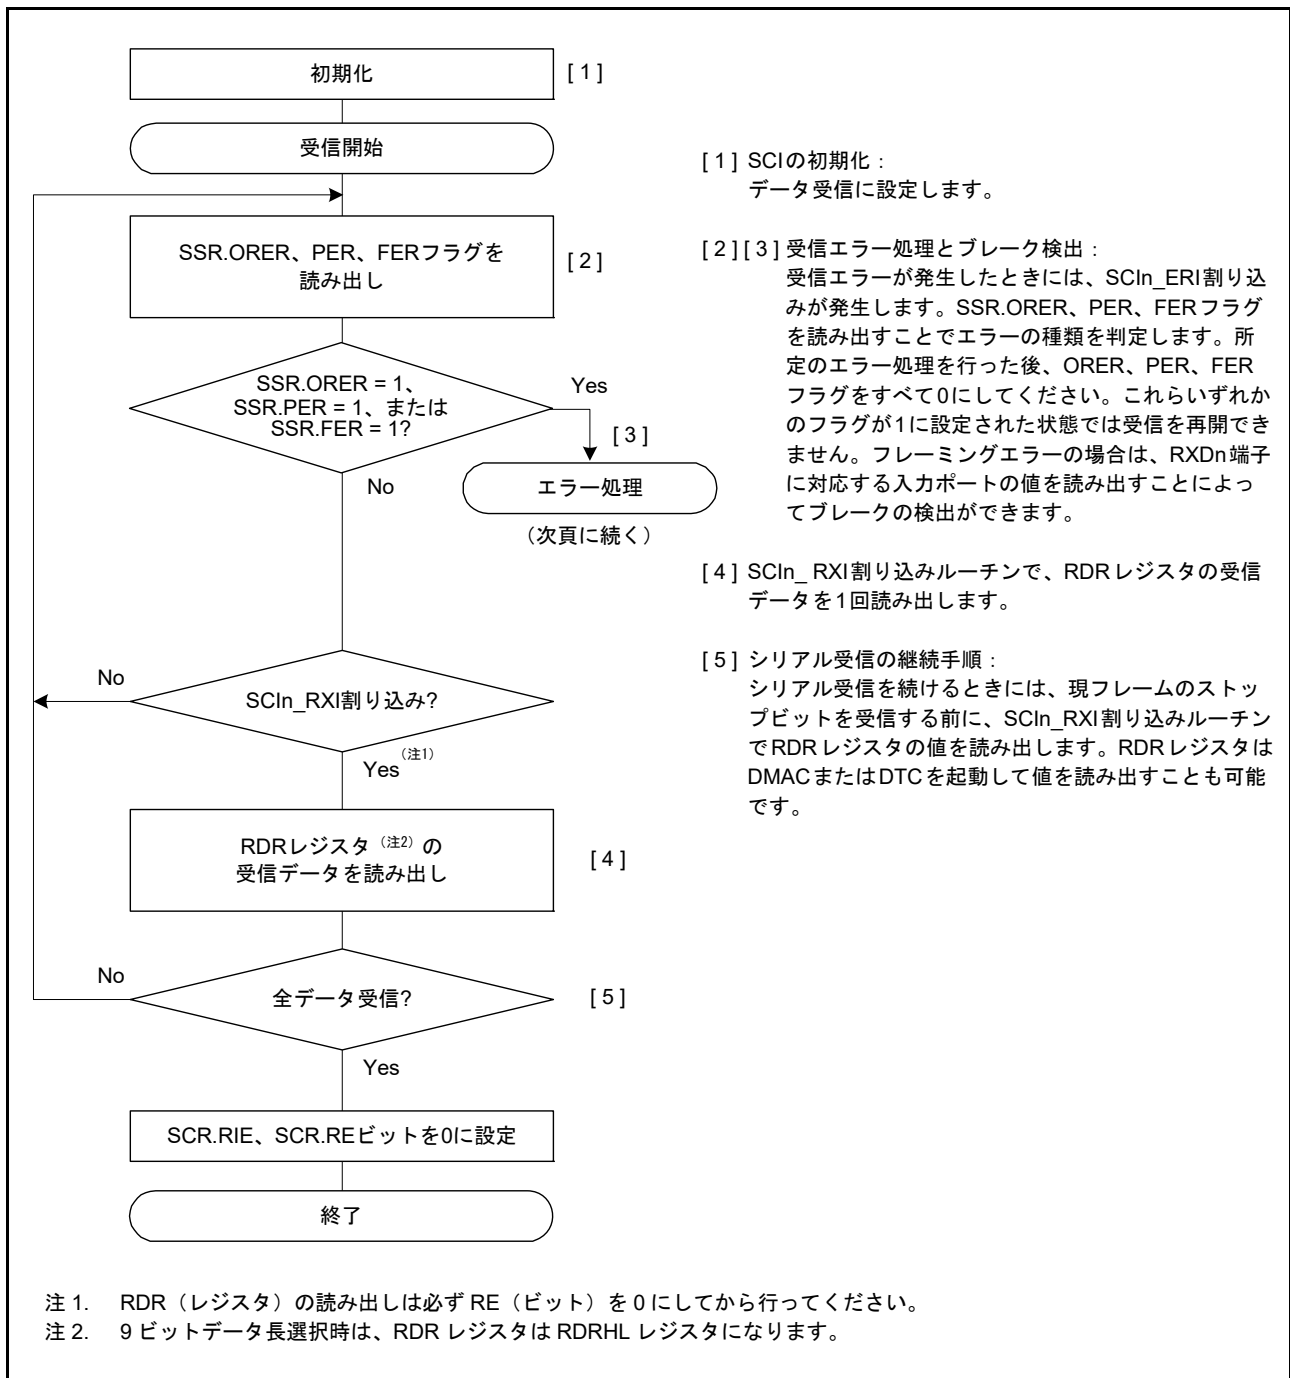 初期化
[ 1 ]
受信開始
SSR.ORER、PER、FERフラグを
読み出し
[ 2 ]
SSR.ORER = 1、
SSR.PER = 1、または
SSR.FER = 1?
Yes
[ 3 ]
No
エラー処理
（次頁に続く）
No
SCIn_RXI割り込み?
Yes（注1）
RDRレジスタ（注2）の
受信データを読み出し
[ 4 ]
No
全データ受信?
[ 5 ]
Yes
SCR.RIE、SCR.REビットを0に設定
終了
[ 1 ] SCIの初期化：
データ受信に設定します。
[ 2 ] [ 3 ] 受信エラー処理とブレーク検出：
受信エラーが発生したときには、SCIn_ERI割り込
みが発生します。SSR.ORER、PER、FERフラグ
を読み出すことでエラーの種類を判定します。所
定のエラー処理を行った後、ORER、PER、FER
フラグをすべて0にしてください。これらいずれか
のフラグが1に設定された状態では受信を再開でき
ません。フレーミングエラーの場合は、RXDn端子
に対応する入力ポートの値を読み出すことによっ
てブレークの検出ができます。
[ 4 ] SCIn_ RXI割り込みルーチンで、RDRレジスタの受信
データを1回読み出します。
[ 5 ] シリアル受信の継続手順：
シリアル受信を続けるときには、現フレームのストッ
プビットを受信する前に、SCIn_RXI割り込みルーチン
でRDRレジスタの値を読み出します。RDRレジスタは
DMACまたはDTCを起動して値を読み出すことも可能
です。
注 1. RDR（レジスタ）の読み出しは必ず RE（ビット）を 0 にしてから行ってください。
注 2. 9 ビットデータ長選択時は、RDR レジスタは RDRHL レジスタになります。